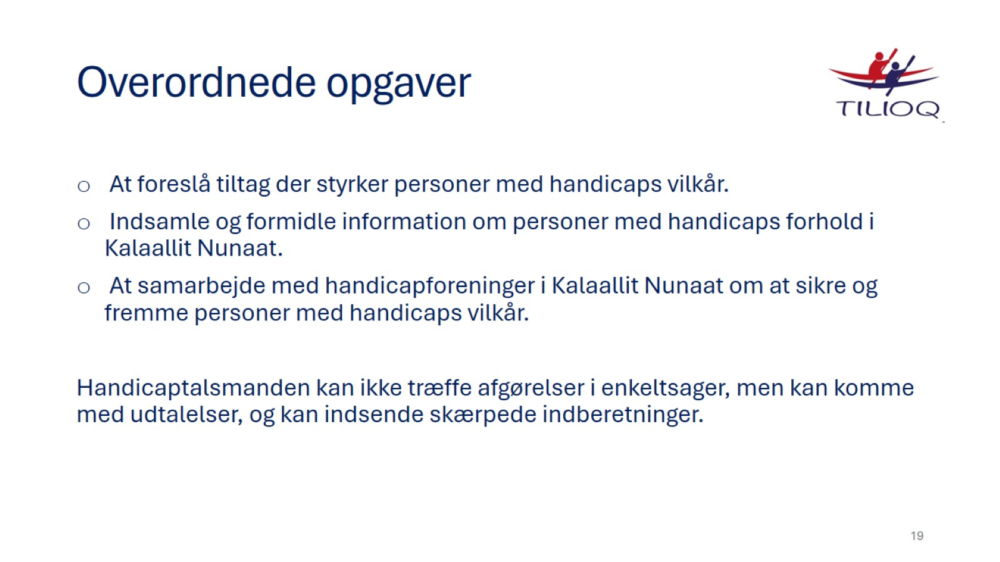 Overordnede opgaver
TILIOQ
o At foreslå tiltag der styrker personer med handicaps vilkår.
o Indsamle og formidle information om personer med handicaps forhold i
Kalaallit Nunaat.
o At samarbejde med handicapforeninger i Kalaallit Nunaat om at sikre og
fremme personer med handicaps vilkår.
Handicaptalsmanden kan ikke træffe afgørelser i enkeltsager, men kan komme
med udtalelser, og kan indsende skærpede indberetninger.
19